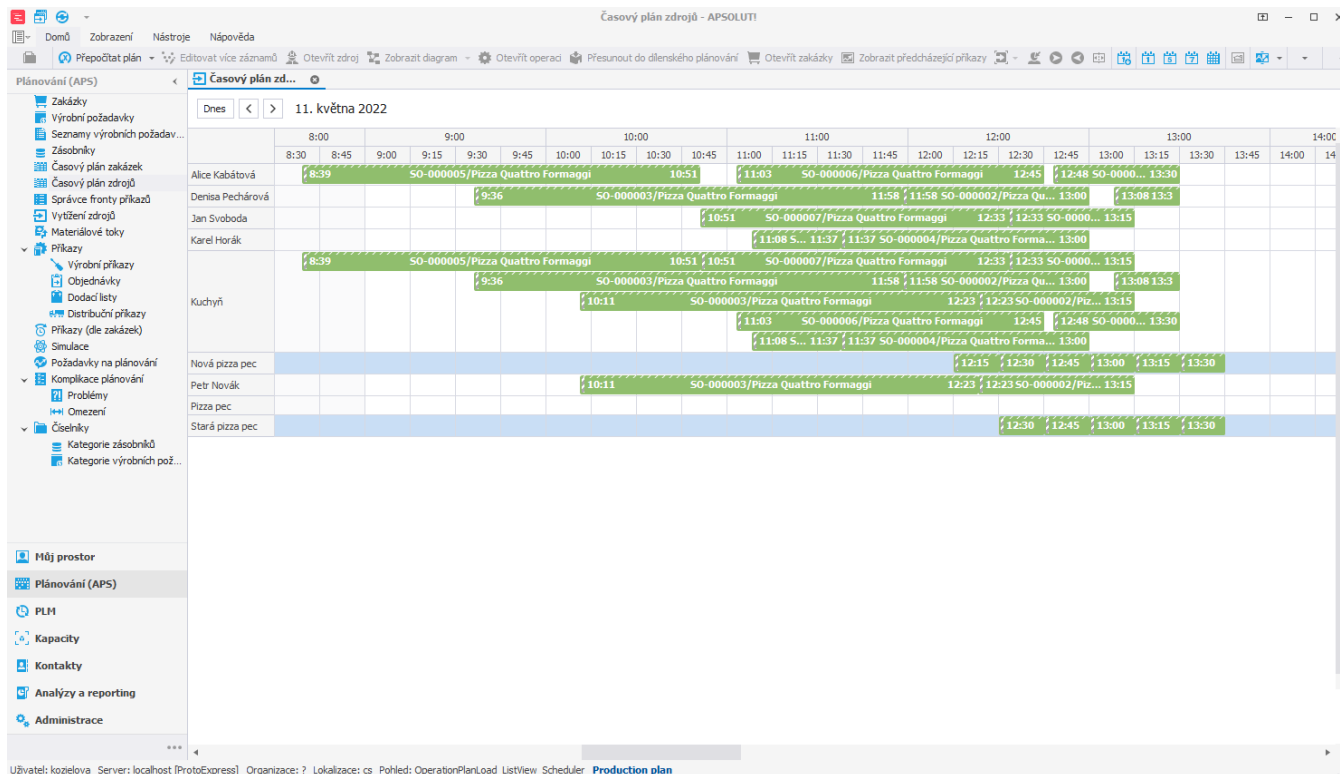 Časový plán zdrojů - APSOLUT!
Domů Zobrazení Nástroje Nápověda
Přepočítat plán Editovat více záznamů Otevřít zdroj Zobrazit diagram Otevřít operaci Přesunout do dílenského plánování Otevřít zakázky Zobrazit předcházející příkazy
Plánování (APS)
Zakázky
Výrobní požadavky
Seznamy výrobních požadav...
Zásobníky
Časový plán zakázek
Časový plán zdrojů
Správce fronty příkazů
Vytížení zdrojů
Materiálové toky
Příkazy
Výrobní příkazy
Objednávky
Dodací listy
Distribuční příkazy
Příkazy (dle zakázek)
Simulace
Požadavky na plánování
Komplikace plánování
Problémy
Omezení
Číselníky
Kategorie zásobníků
Kategorie výrobních pož...
Můj prostor
Plánování (APS)
PLM
Kapacity
Kontakty
Analýzy a reporting
Administrace
Časový plán zd...
Dnes 11. května 2022
8:00 9:00 10:00 11:00 12:00 13:00 14:00
8:30 8:45 9:00 9:15 9:30 9:45 10:00 10:15 10:30 10:45 11:00 11:15 11:30 11:45 12:00 12:15 12:30 12:45 13:00 13:15 13:30 13:45 14:00 14
Alice Kabátová 8:39 SO-000005/Pizza Quattro Formaggi 10:51 11:03 SO-000006/Pizza Quattro Formaggi 12:45 12:48 SO-0000... 13:30
Denisa Pechárová 9:36 SO-000003/Pizza Quattro Formaggi 11:58 11:58 SO-000002/Pizza Qu... 13:00 13:08 13:3
Jan Svoboda 10:51 SO-000007/Pizza Quattro Formaggi 12:33 12:33 SO-0000... 13:15
Karel Horák 11:08 S... 11:37 11:37 SO-000004/Pizza Quattro Forma... 13:00
Kuchyň
8:39 SO-000005/Pizza Quattro Formaggi 10:51 10:51 SO-000007/Pizza Quattro Formaggi 12:33 12:33 SO-0000... 13:15
9:36 SO-000003/Pizza Quattro Formaggi 11:58 11:58 SO-000002/Pizza Qu... 13:00 13:08 13:3
10:11 SO-000003/Pizza Quattro Formaggi 12:23 12:23 SO-000002/Piz... 13:15
11:03 SO-000006/Pizza Quattro Formaggi 12:45 12:48 SO-0000... 13:30
11:08 S... 11:37 11:37 SO-000004/Pizza Quattro Forma... 13:00
Nová pizza pec 12:15 12:30 12:45 13:00 13:15 13:30
Petr Novák 10:11 SO-000003/Pizza Quattro Formaggi 12:23 12:23 SO-000002/Piz... 13:15
Pizza pec
Stará pizza pec 12:30 12:45 13:00 13:15 13:30
Uživatel: kozielova Server: localhost [ProtoExpress] Organizace: ? Lokalizace: cs Pohled: OperationPlanLoad_ListView_Scheduler Production plan